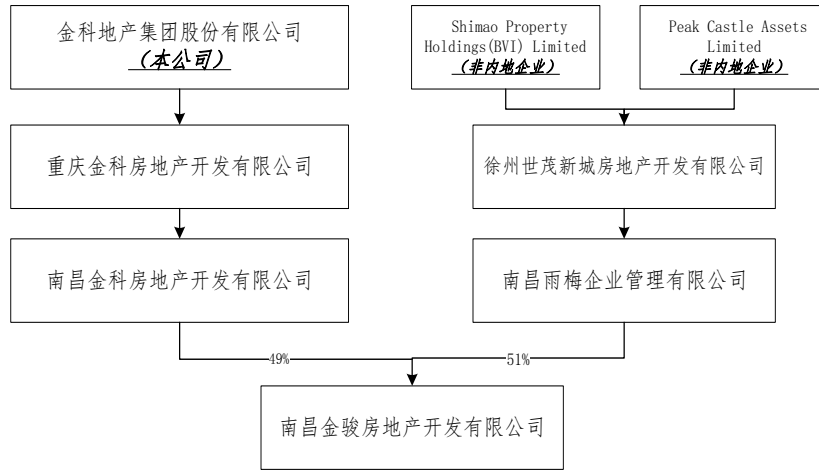 金科地产集团股份有限公司
（本公司）
Shimao Property
Holdings(BVI) Limited
（非内地企业）
Peak Castle Assets
Limited
（非内地企业）
重庆金科房地产开发有限公司
徐州世茂新城房地产开发有限公司
南昌金科房地产开发有限公司
南昌雨梅企业管理有限公司
49%
51%
南昌金骏房地产开发有限公司